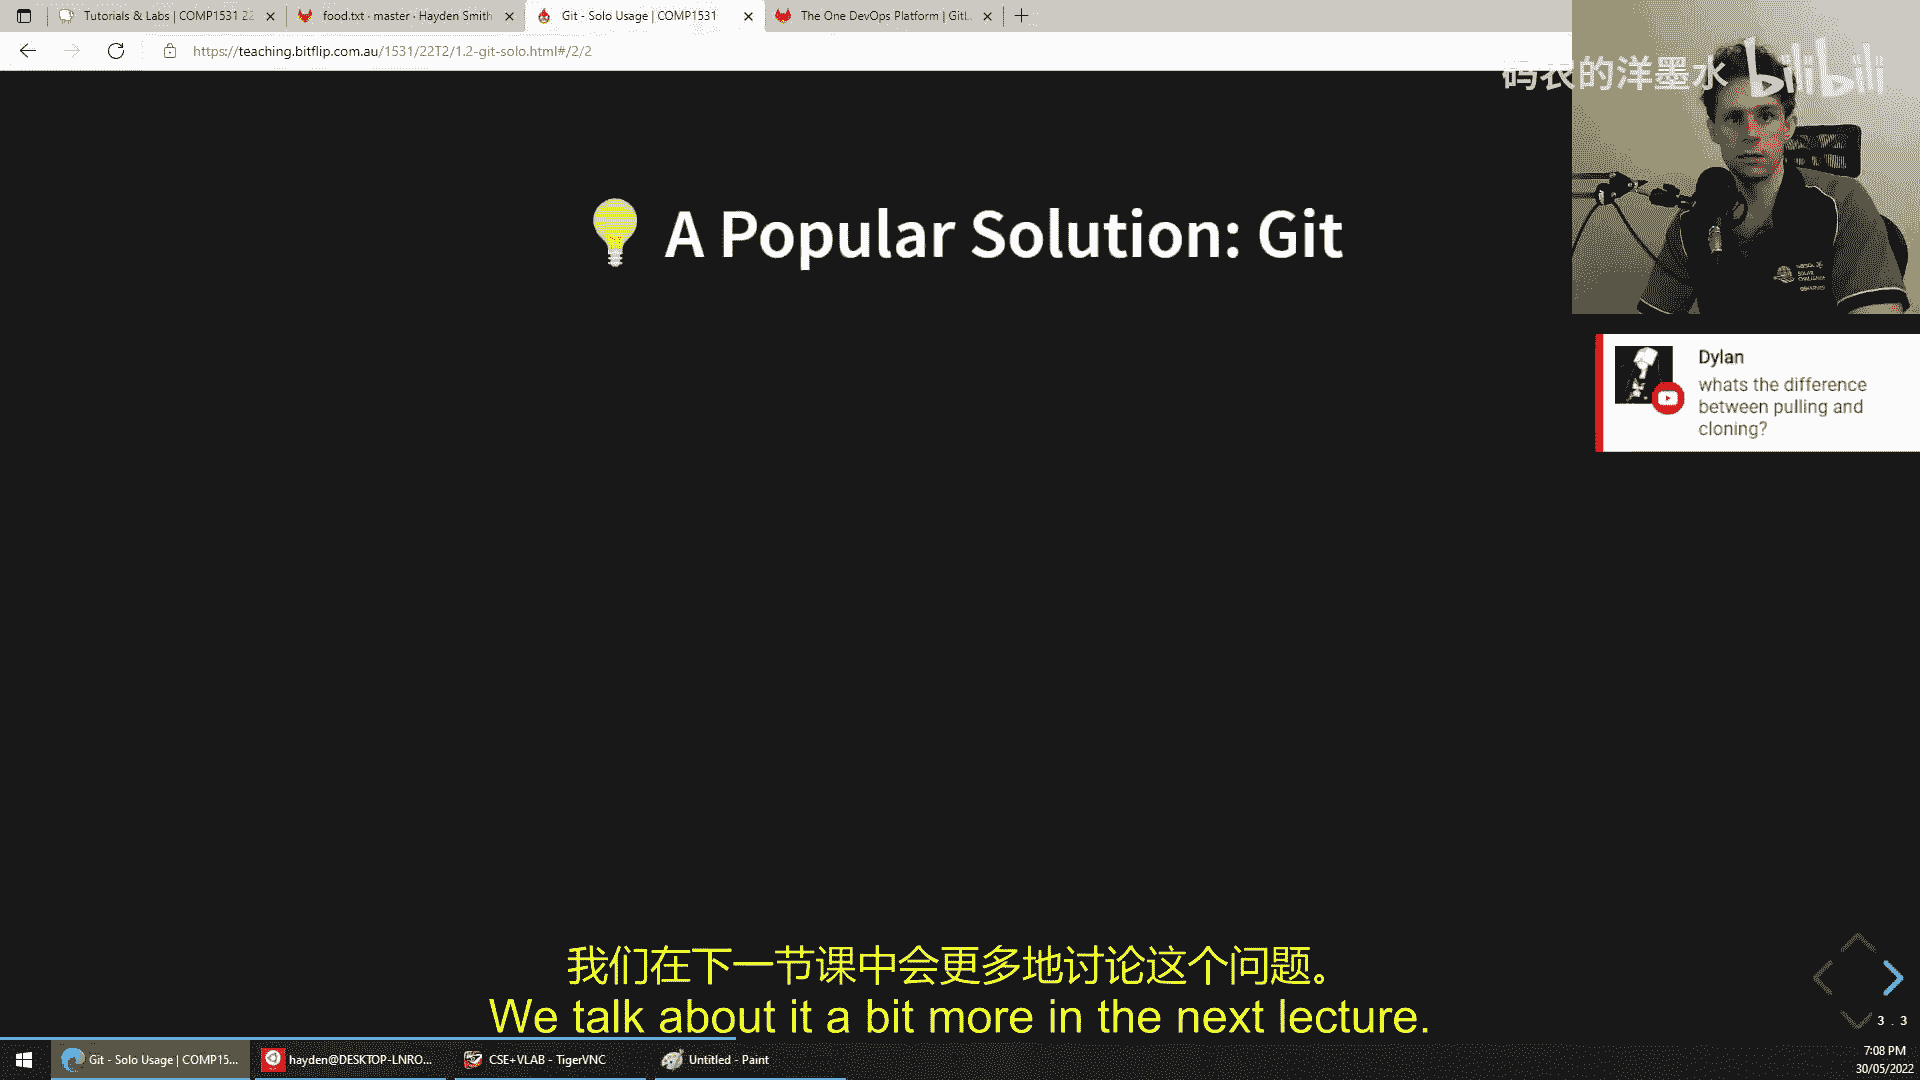 Tutorials & Labs | COMP1531 22
food.txt · master · Hayden Smith
Git - Solo Usage | COMP1531
The One DevOps Platform | GitL
https://teaching.bitflip.com.au/1531/22T2/1.2-git-solo.html#/2/2
码农的洋墨水 bilibili
A Popular Solution: Git
Dylan
whats the difference
between pulling and
cloning?
我们在下一节课中会更多地讨论这个问题。
We talk about it a bit more in the next lecture.
3 . 3
Git - Solo Usage | COMP15...
hayden@DESKTOP-LNRO...
CSE+VLAB - TigerVNC
Untitled - Paint
7:08 PM
30/05/2022